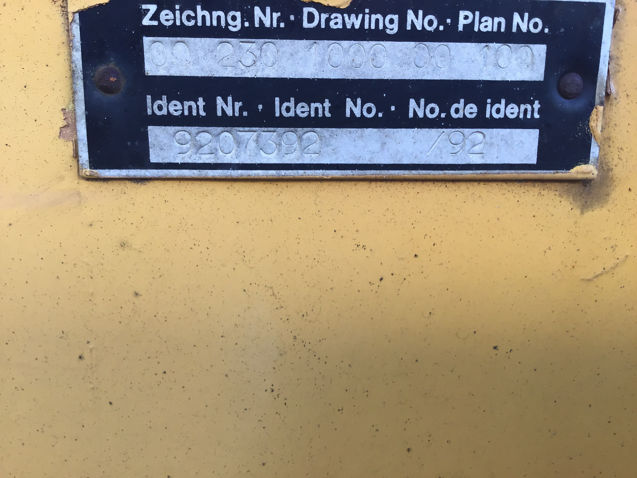 Zeichng. Nr. · Drawing No. · Plan No.
00 230 1000 00 100
Ident Nr. · Ident No. · No. de ident
9207392 /92